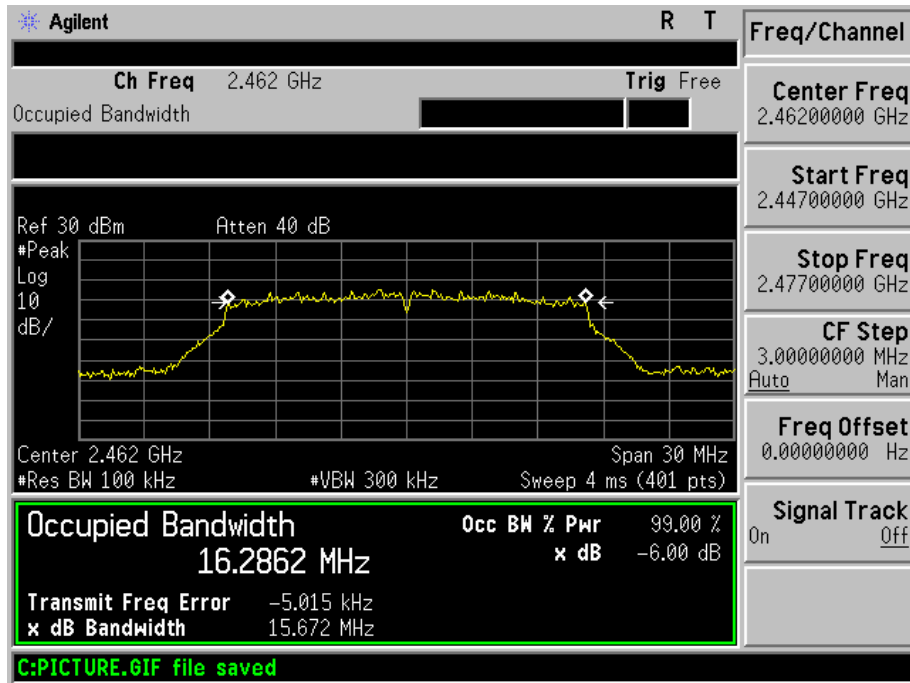 Agilent R T
Ch Freq 2.462 GHz Trig Free
Occupied Bandwidth
Ref 30 dBm Atten 40 dB
#Peak
Log
10
dB/
Center 2.462 GHz Span 30 MHz
#Res BW 100 kHz #VBW 300 kHz Sweep 4 ms (401 pts)
Occupied Bandwidth
16.2862 MHz
Occ BW % Pwr 99.00 %
x dB -6.00 dB
Transmit Freq Error -5.015 kHz
x dB Bandwidth 15.672 MHz
C:PICTURE.GIF file saved
Freq/Channel
Center Freq
2.46200000 GHz
Start Freq
2.44700000 GHz
Stop Freq
2.47700000 GHz
CF Step
3.00000000 MHz
Auto Man
Freq Offset
0.00000000 Hz
Signal Track
On Off